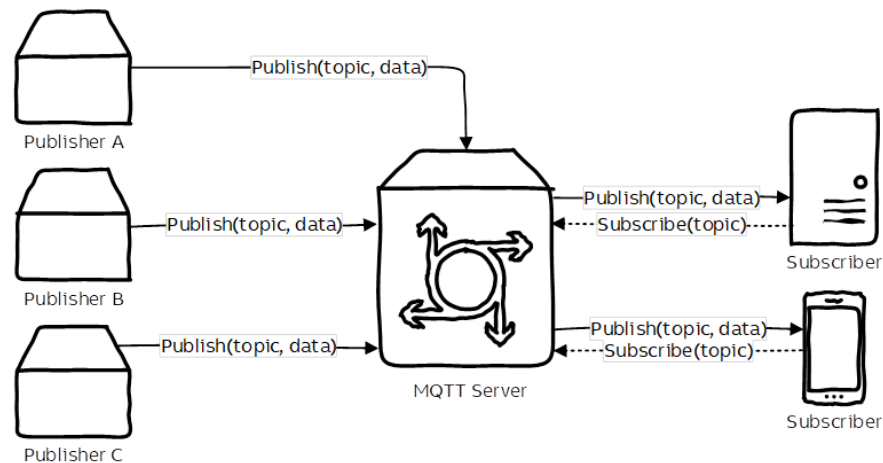 Publish(topic, data)
Publisher A
Publish(topic, data)
Publisher B
Publish(topic, data)
Publisher C
MQTT Server
Publish(topic, data)
Subscribe(topic)
Subscriber
Publish(topic, data)
Subscribe(topic)
Subscriber